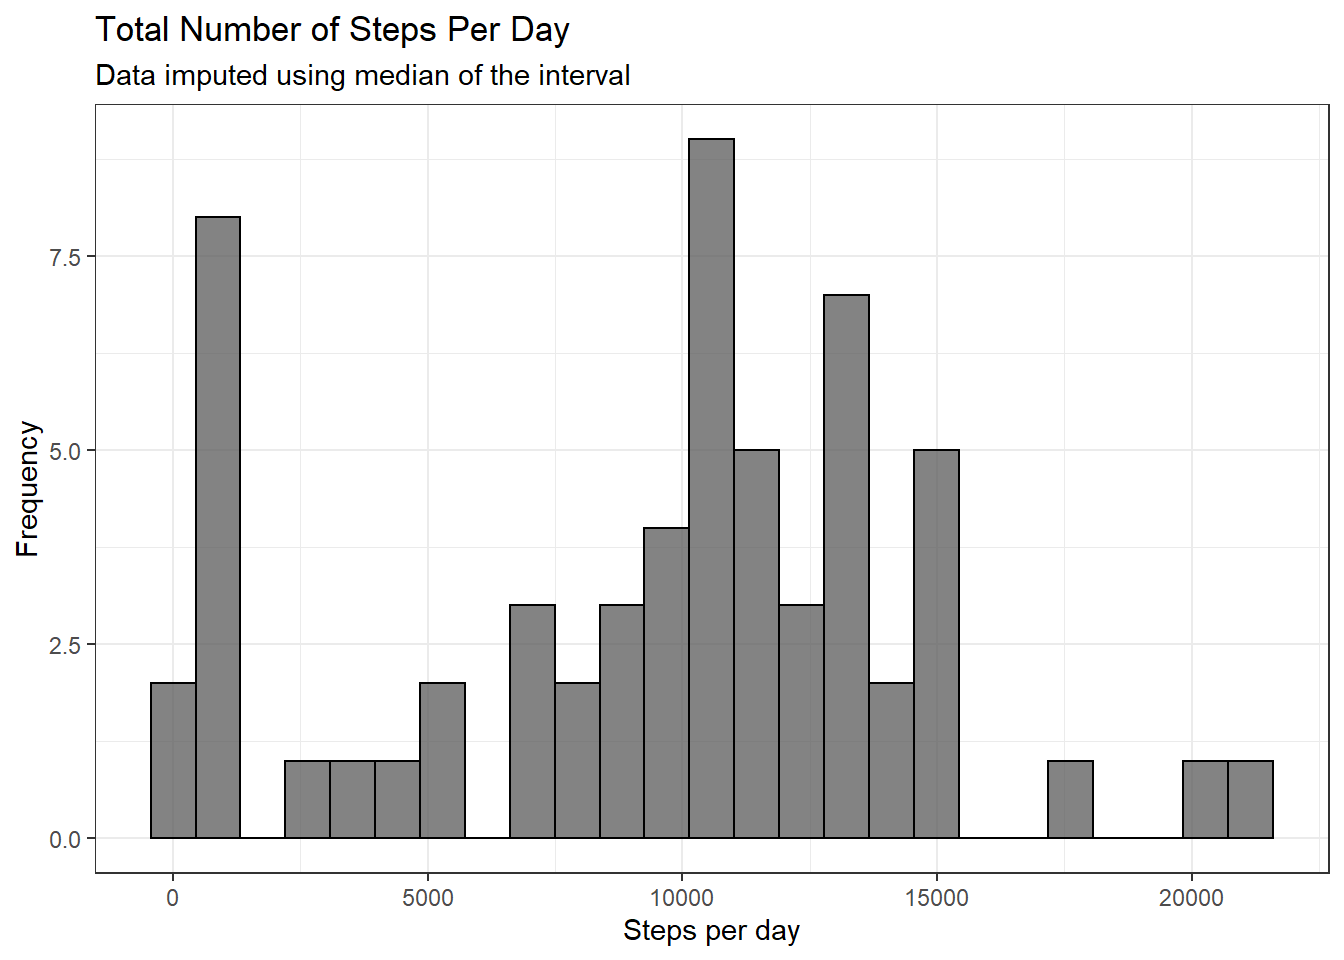 Total Number of Steps Per Day
Data imputed using median of the interval
7.5
5.0
2.5
0.0
Frequency
0 5000 10000 15000 20000
Steps per day